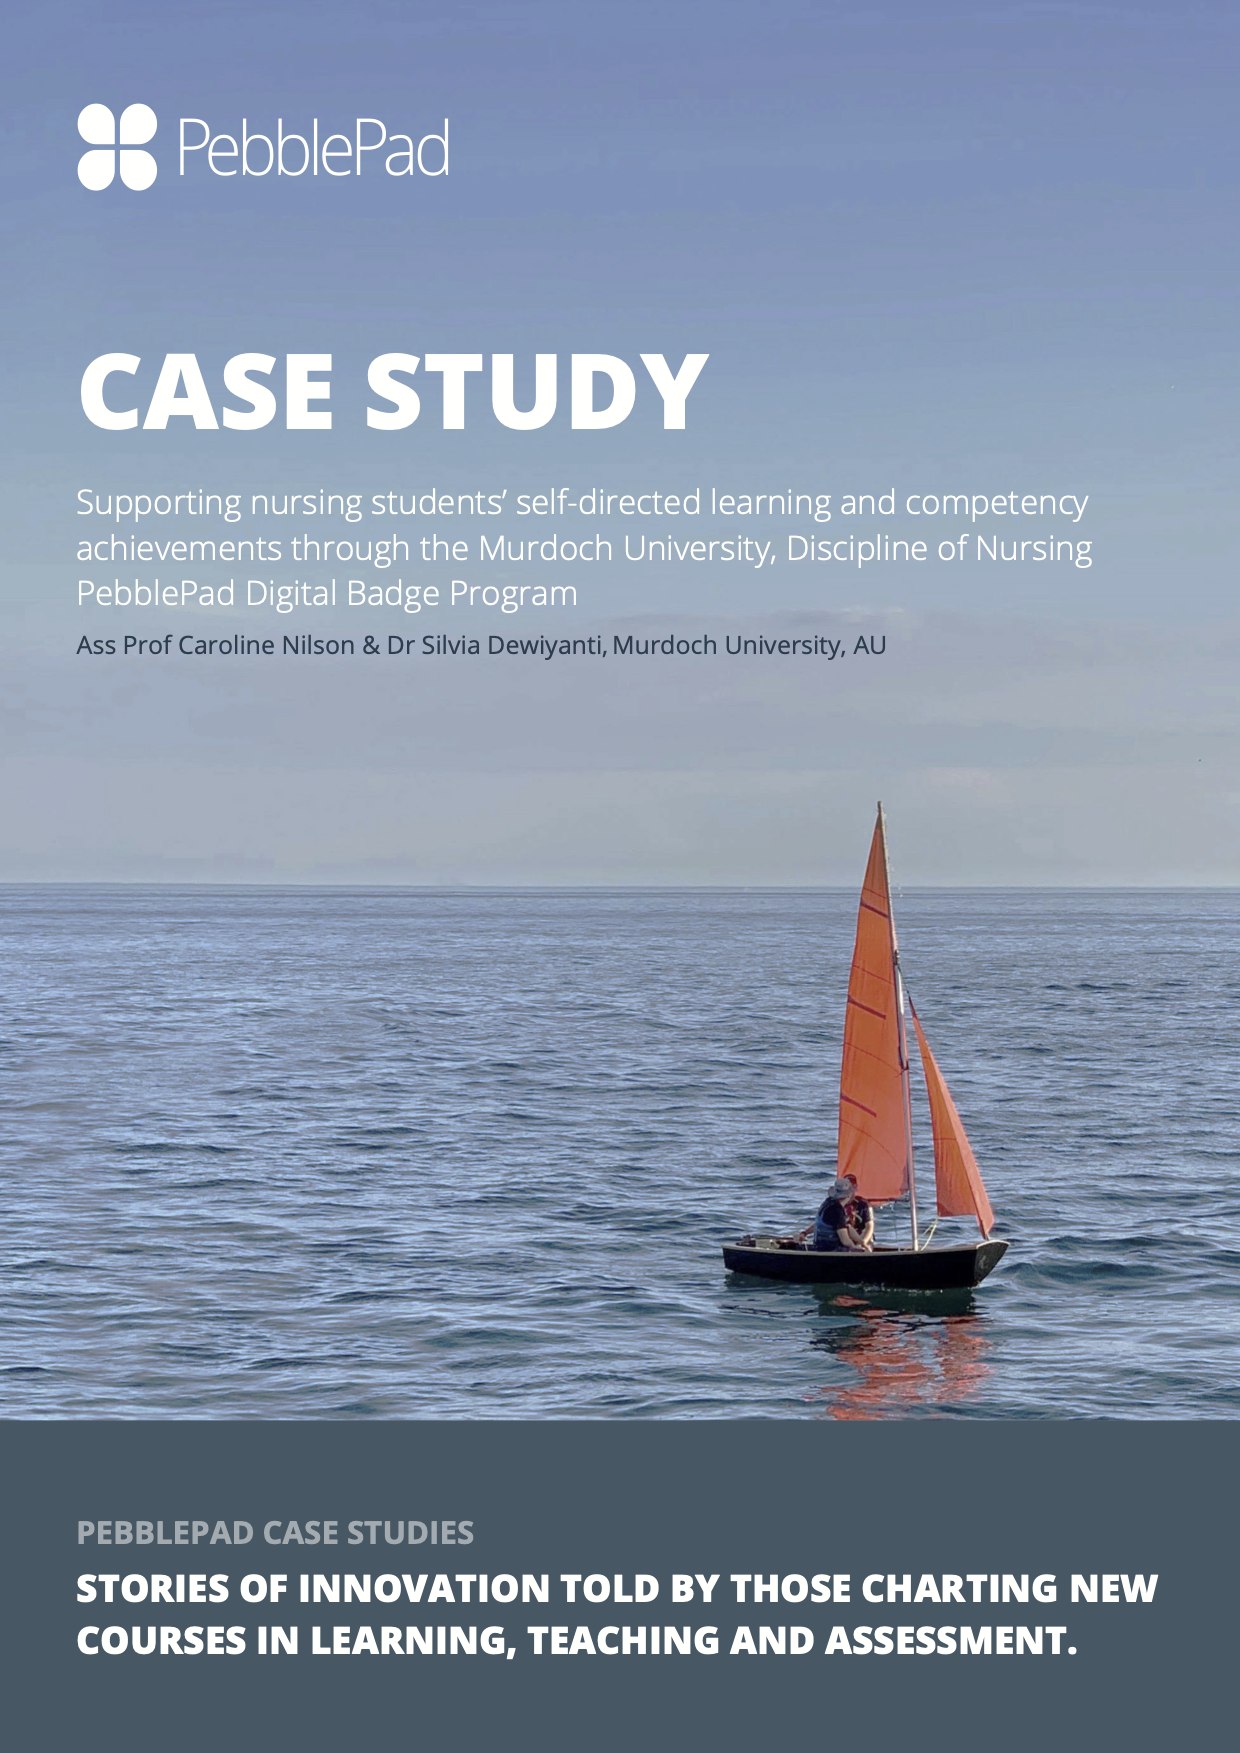 PebblePad
CASE STUDY
Supporting nursing students’ self-directed learning and competency
achievements through the Murdoch University, Discipline of Nursing
PebblePad Digital Badge Program
Ass Prof Caroline Nilson & Dr Silvia Dewiyanti, Murdoch University, AU
PEBBLEPAD CASE STUDIES
STORIES OF INNOVATION TOLD BY THOSE CHARTING NEW
COURSES IN LEARNING, TEACHING AND ASSESSMENT.